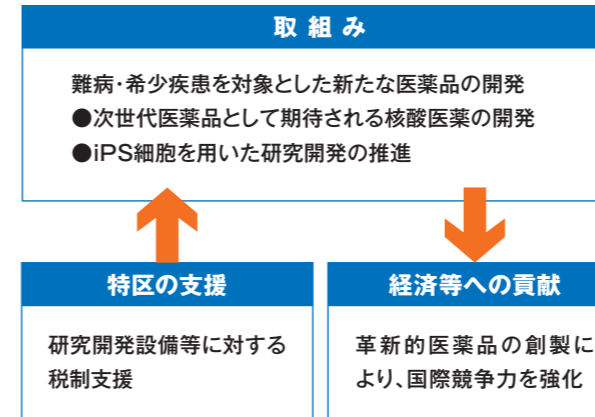 取組み
難病・希少疾患を対象とした新たな医薬品の開発
●次世代医薬品として期待される核酸医薬の開発
●iPS細胞を用いた研究開発の推進
特区の支援
研究開発設備等に対する
税制支援
経済等への貢献
革新的医薬品の創製に
より、国際競争力を強化